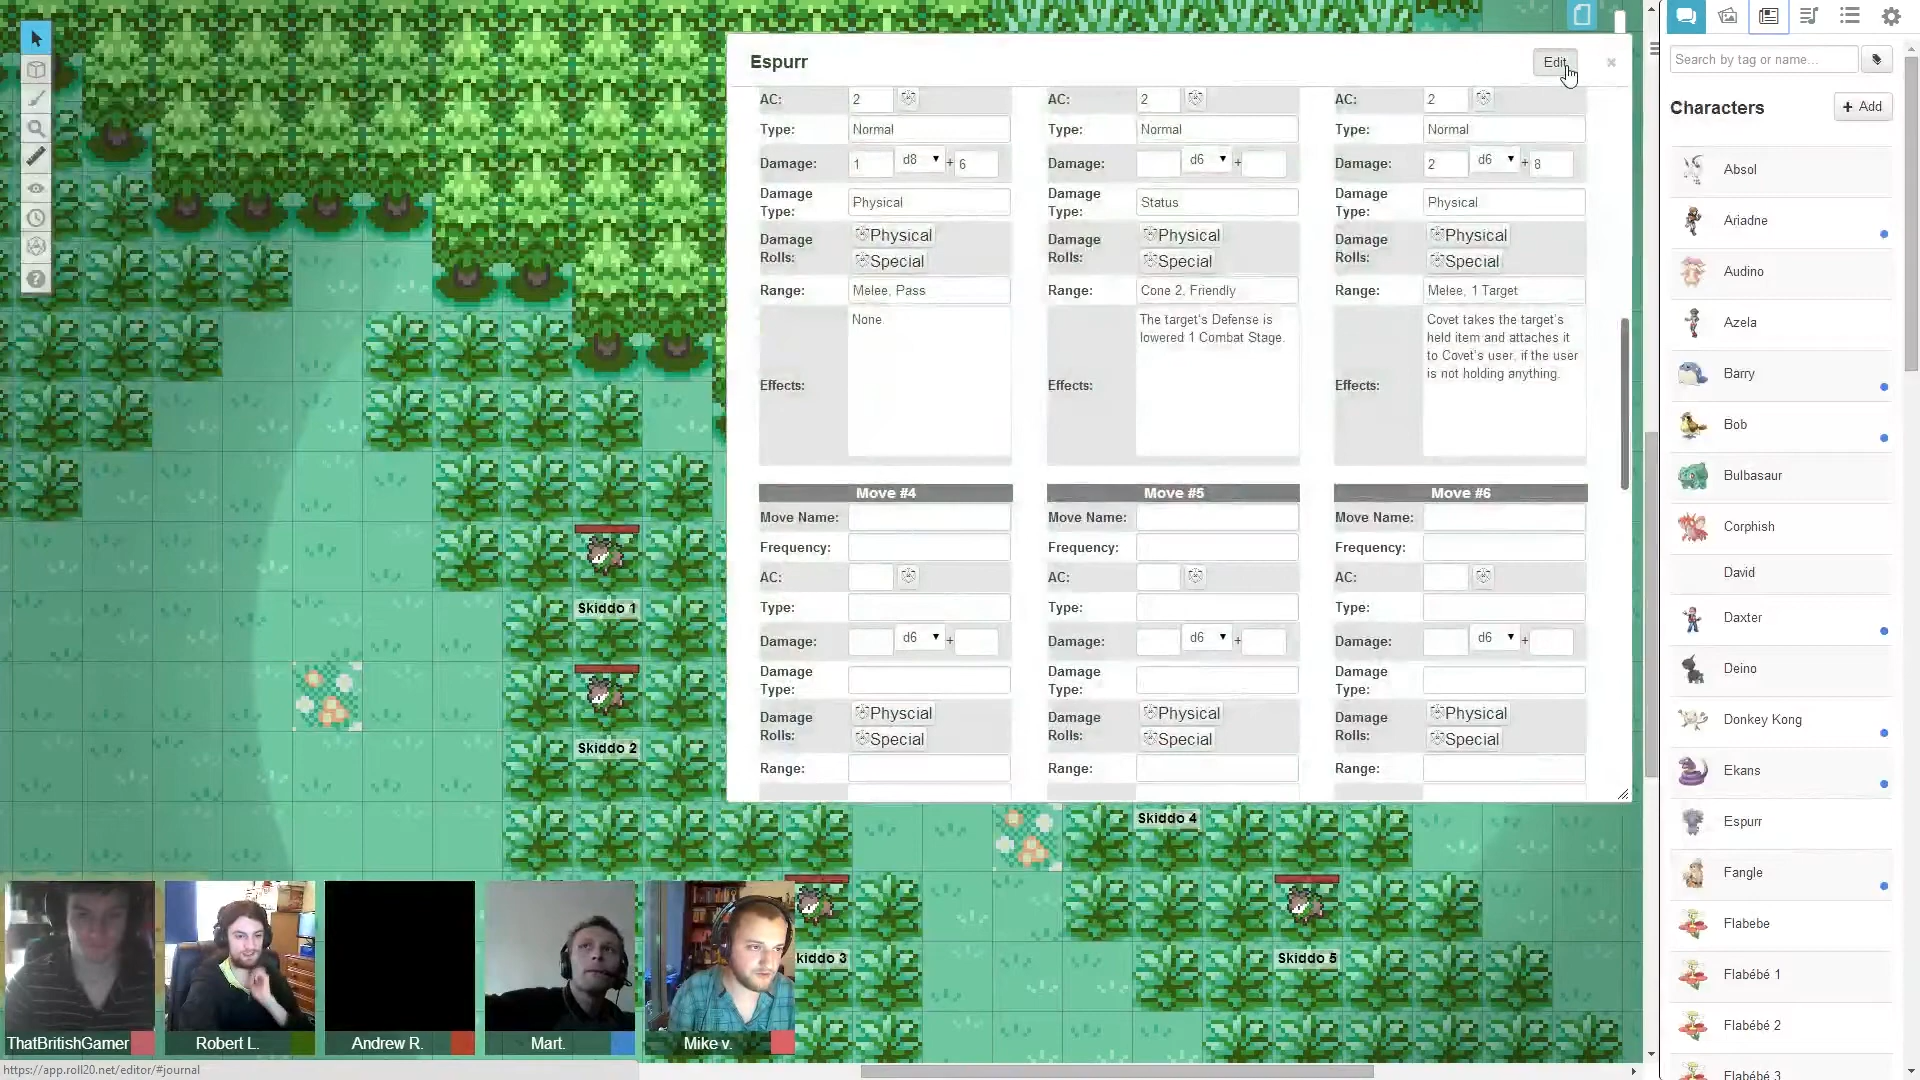 Espurr
Edit
×
AC: 2
AC: 2
AC: 2
Type: Normal
Type: Normal
Type: Normal
Damage: 1 d8 + 6
Damage: d6 +
Damage: 2 d6 + 8
Damage Type: Physical
Damage Type: Status
Damage Type: Physical
Damage Rolls: Physical
Special
Damage Rolls: Physical
Special
Damage Rolls: Physical
Special
Range: Melee, Pass
Range: Cone 2, Friendly
Range: Melee, 1 Target
Effects: None.
Effects: The target's Defense is
lowered 1 Combat Stage.
Effects: Covet takes the target's
held item and attaches it
to Covet's user, if the user
is not holding anything.
Move #4
Move #5
Move #6
Move Name:
Move Name:
Move Name:
Frequency:
Frequency:
Frequency:
AC:
AC:
AC:
Type:
Type:
Type:
Damage: d6 +
Damage: d6 +
Damage: d6 +
Damage Type:
Damage Type:
Damage Type:
Damage Rolls: Physcial
Special
Damage Rolls: Physical
Special
Damage Rolls: Physical
Special
Range:
Range:
Range:
Skiddo 1
Skiddo 2
kiddo 3
Skiddo 4
Skiddo 5
ThatBritishGamer
Robert L.
Andrew R.
Mart.
Mike v.
https://app.roll20.net/editor/#journal
Search by tag or name...
Characters
+ Add
Absol
Ariadne
Audino
Azela
Barry
Bob
Bulbasaur
Corphish
David
Daxter
Deino
Donkey Kong
Ekans
Espurr
Fangle
Flabebe
Flabébé 1
Flabébé 2
Flabébé 3